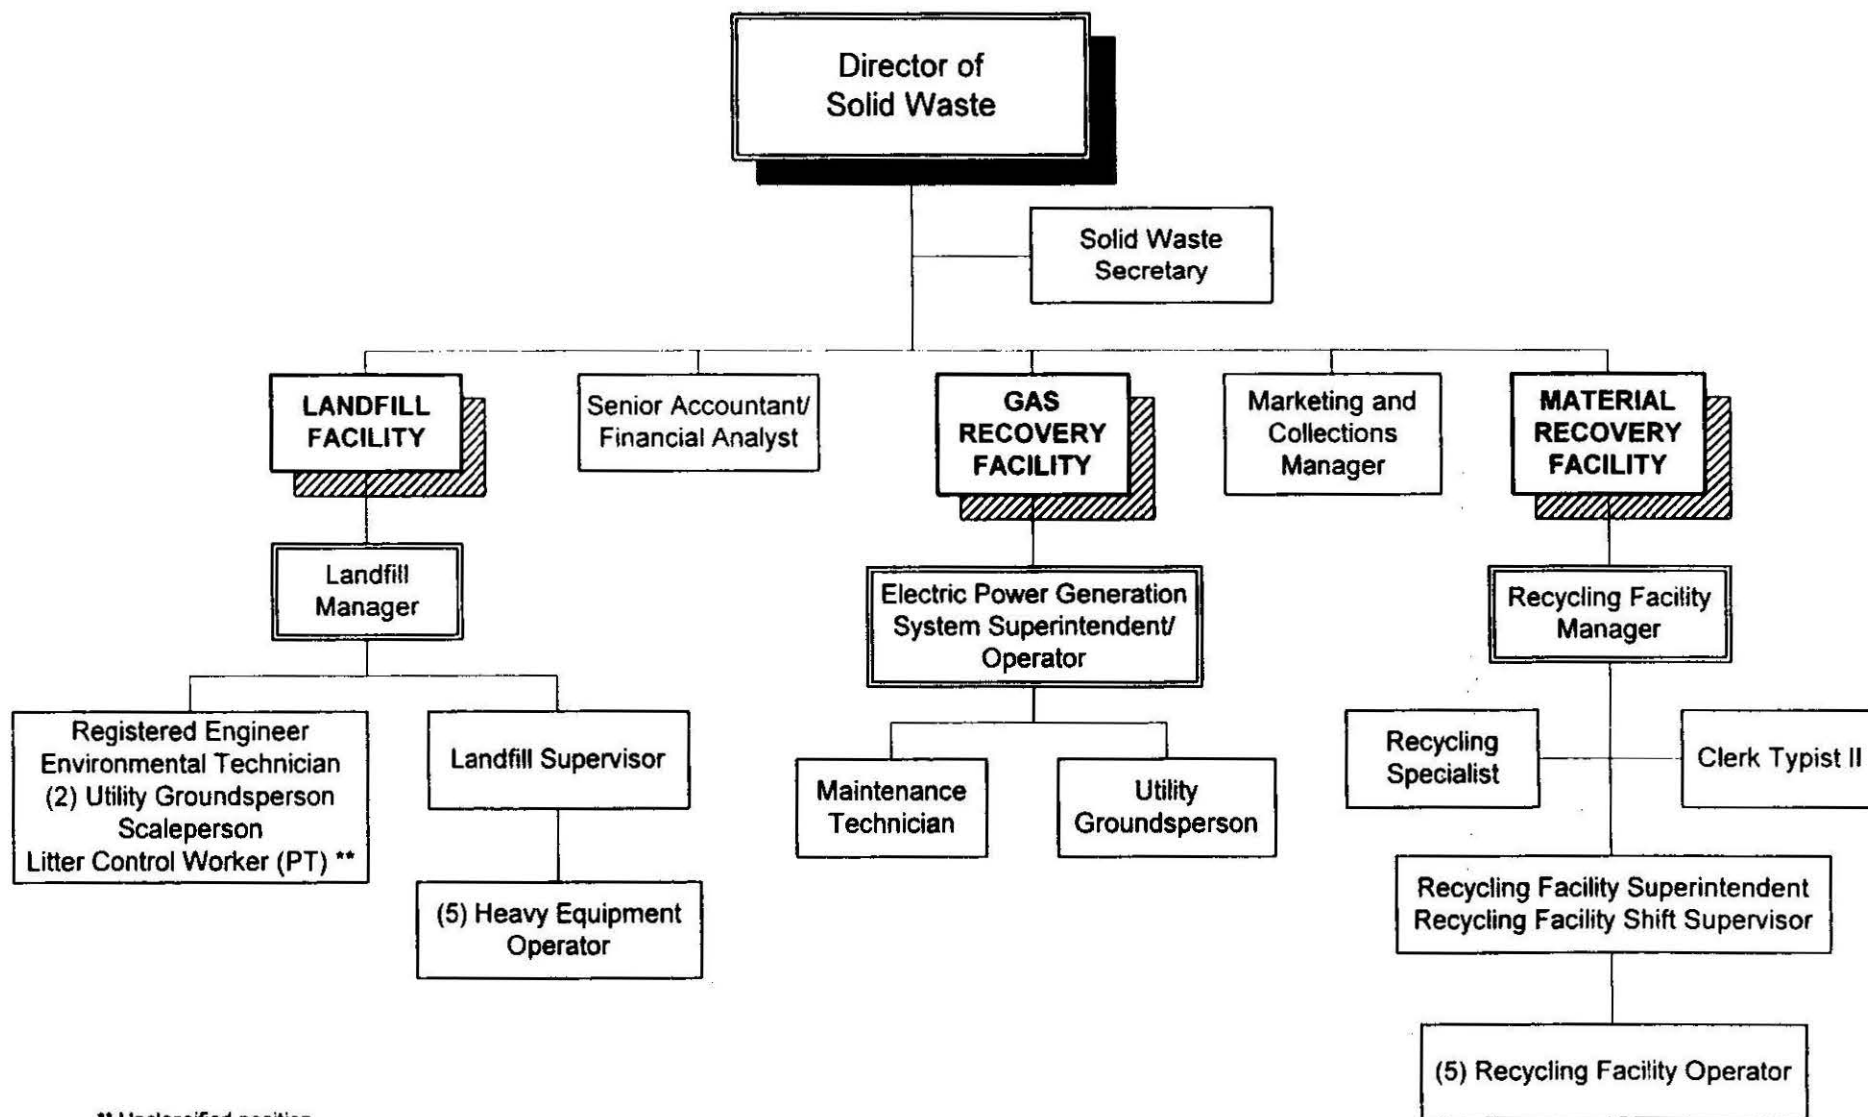 Director of
Solid Waste
Solid Waste
Secretary
LANDFILL
FACILITY
Senior Accountant/
Financial Analyst
GAS
RECOVERY
FACILITY
Marketing and
Collections
Manager
MATERIAL
RECOVERY
FACILITY
Landfill
Manager
Electric Power Generation
System Superintendent/
Operator
Recycling Facility
Manager
Registered Engineer
Environmental Technician
(2) Utility Groundsperson
Scaleperson
Litter Control Worker (PT) **
Landfill Supervisor
(5) Heavy Equipment
Operator
Maintenance
Technician
Utility
Groundsperson
Recycling
Specialist
Clerk Typist II
Recycling Facility Superintendent
Recycling Facility Shift Supervisor
(5) Recycling Facility Operator
** Unclassified position